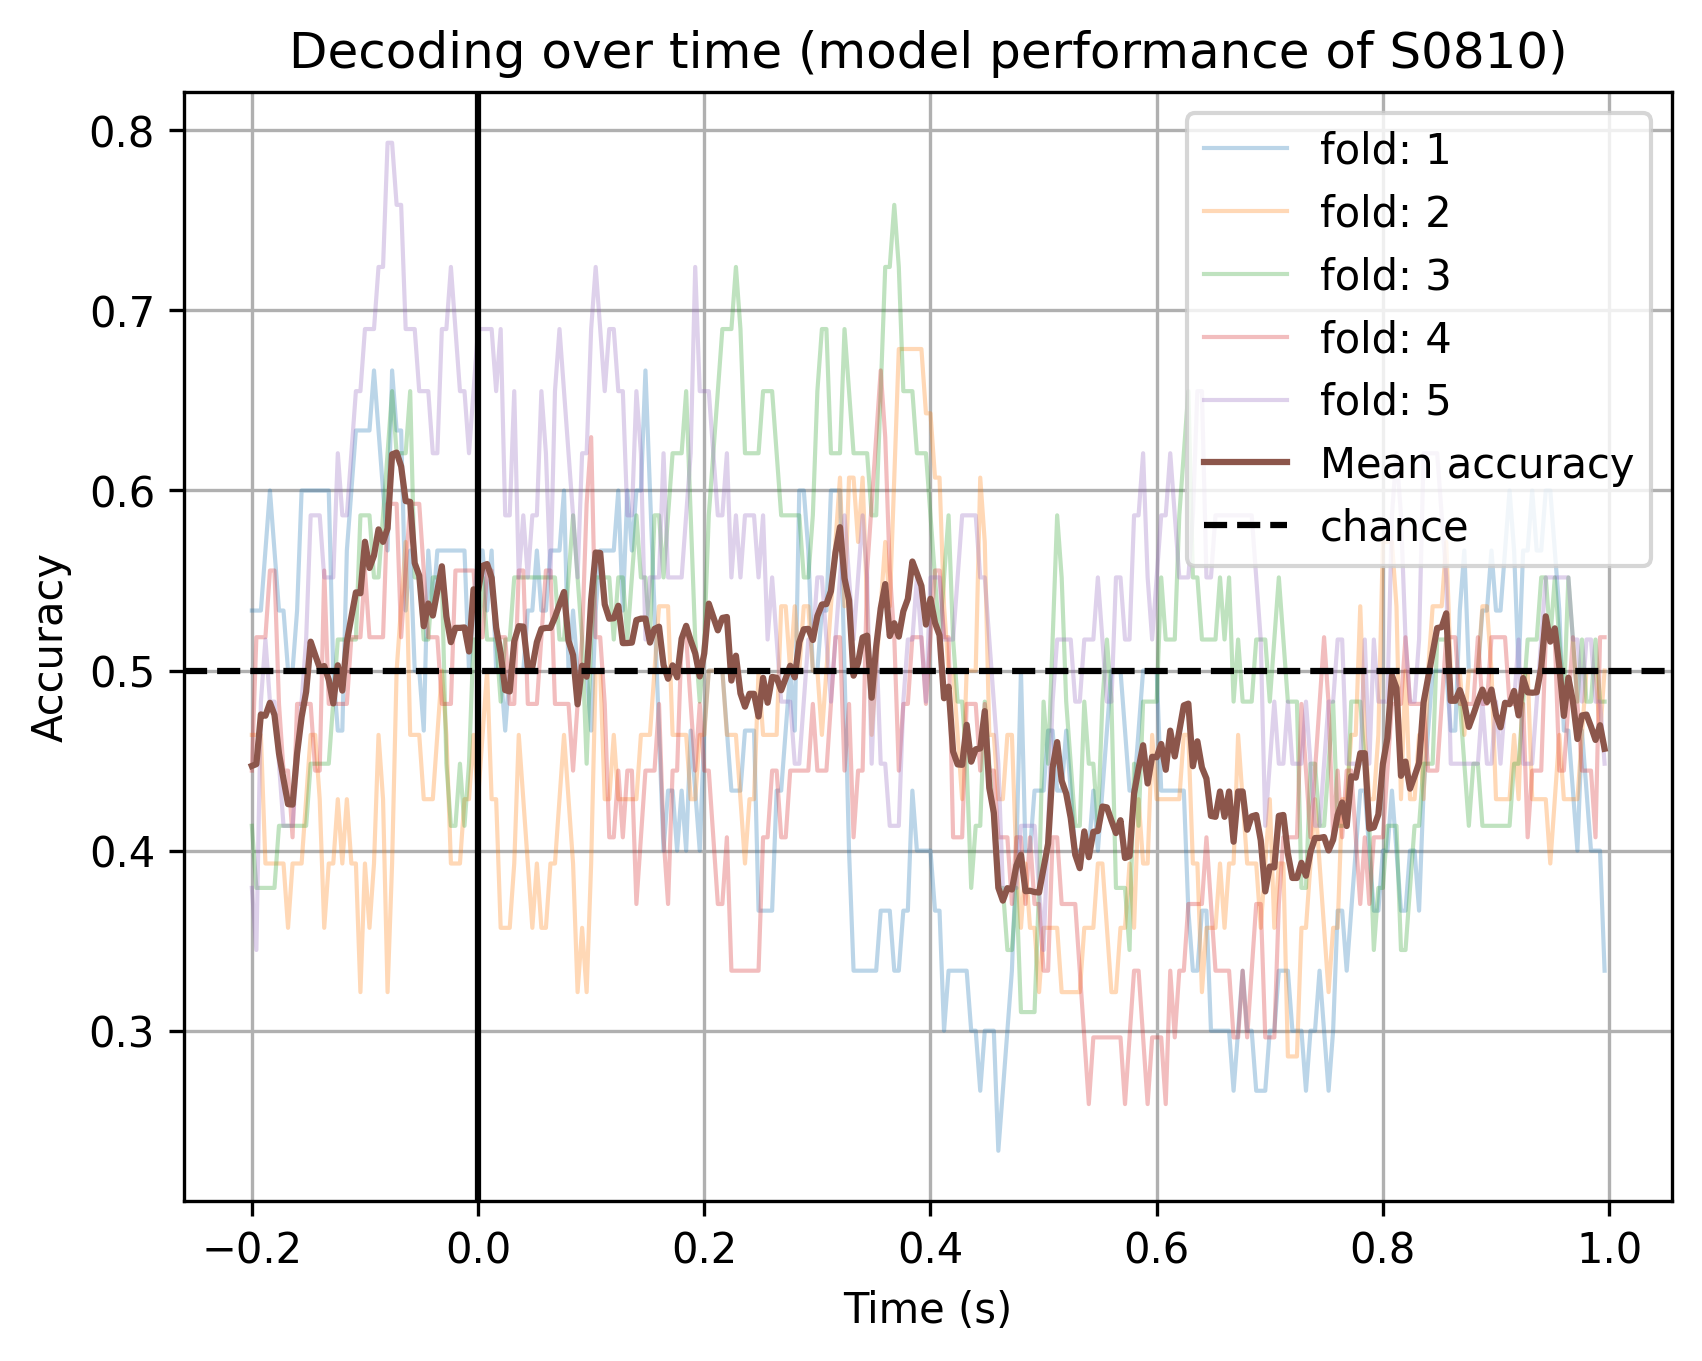 Decoding over time (model performance of S0810)
0.8
0.7
0.6
0.5
0.4
0.3
Accuracy
fold: 1
fold: 2
fold: 3
fold: 4
fold: 5
Mean accuracy
chance
−0.2 0.0 0.2 0.4 0.6 0.8 1.0
Time (s)